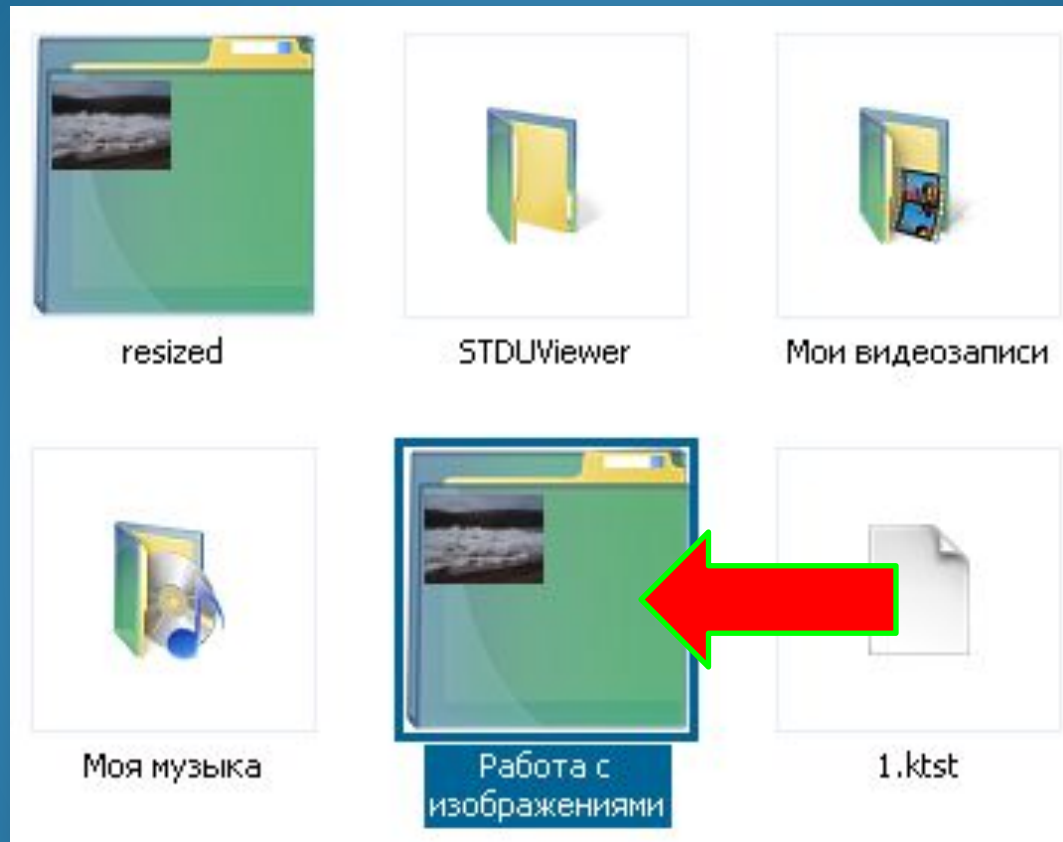 resized
STDUViewer
Мои видеозаписи
Моя музыка
Работа с
изображениями
1.ktst